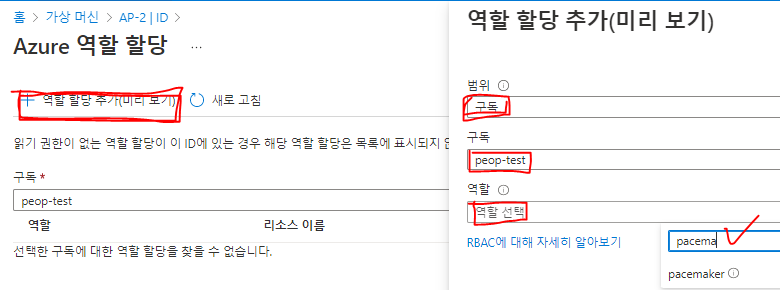 홈 > 가상 머신 > AP-2 | ID >
Azure 역할 할당 ...
+ 역할 할당 추가(미리 보기) 새로 고침
읽기 권한이 없는 역할 할당이 이 ID에 있는 경우 해당 역할 할당은 목록에 표시되지 인
구독 *
peop-test
역할 리소스 이름
선택한 구독에 대한 역할 할당을 찾을 수 없습니다.
역할 할당 추가(미리 보기)
범위
구독
구독
peop-test
역할
역할 선택
RBAC에 대해 자세히 알아보기
pacema
pacemaker